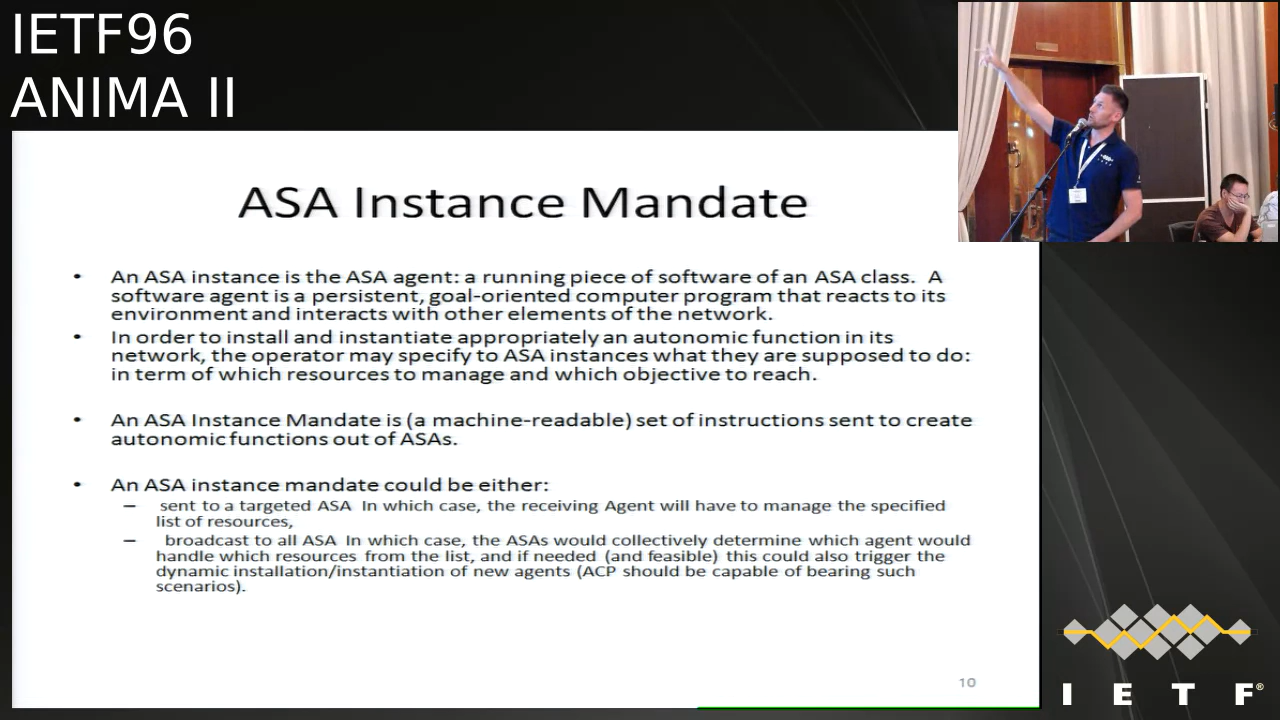 IETF96
ANIMA II
ASA Instance Mandate
• An ASA instance is the ASA agent: a running piece of software of an ASA class. A
software agent is a persistent, goal-oriented computer program that reacts to its
environment and interacts with other elements of the network.
• In order to install and instantiate appropriately an autonomic function in its
network, the operator may specify to ASA instances what they are supposed to do:
in term of which resources to manage and which objective to reach.
• An ASA Instance Mandate is (a machine-readable) set of instructions sent to create
autonomic functions out of ASAs.
• An ASA instance mandate could be either:
– sent to a targeted ASA In which case, the receiving Agent will have to manage the specified
list of resources,
– broadcast to all ASA In which case, the ASAs would collectively determine which agent would
handle which resources from the list, and if needed (and feasible) this could also trigger the
dynamic installation/instantiation of new agents (ACP should be capable of bearing such
scenarios).
10
I E T F®